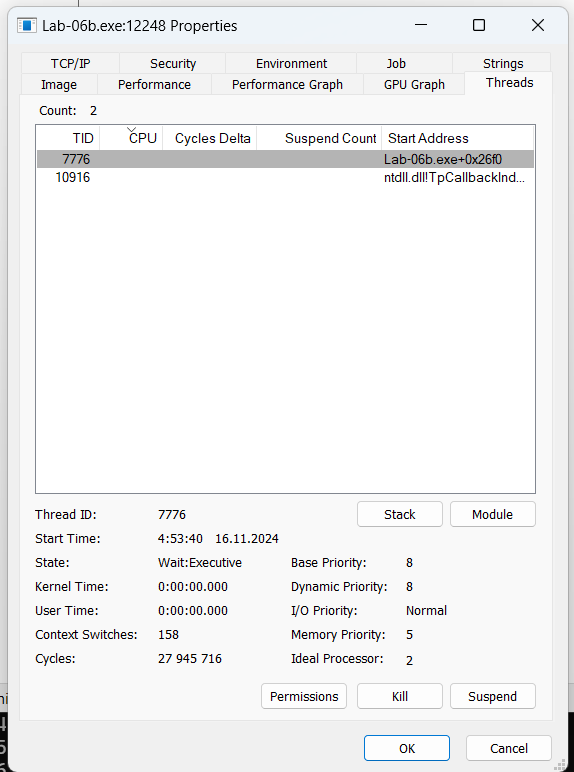 Lab-06b.exe:12248 Properties
TCP/IP Security Environment Job Strings
Image Performance Performance Graph GPU Graph Threads
Count: 2
TID CPU Cycles Delta Suspend Count Start Address
7776 Lab-06b.exe+0x26f0
10916 ntdll.dll!TpCallbackInd...
Thread ID: 7776 Stack Module
Start Time: 4:53:40 16.11.2024
State: Wait:Executive Base Priority: 8
Kernel Time: 0:00:00.000 Dynamic Priority: 8
User Time: 0:00:00.000 I/O Priority: Normal
Context Switches: 158 Memory Priority: 5
Cycles: 27 945 716 Ideal Processor: 2
Permissions Kill Suspend
OK Cancel